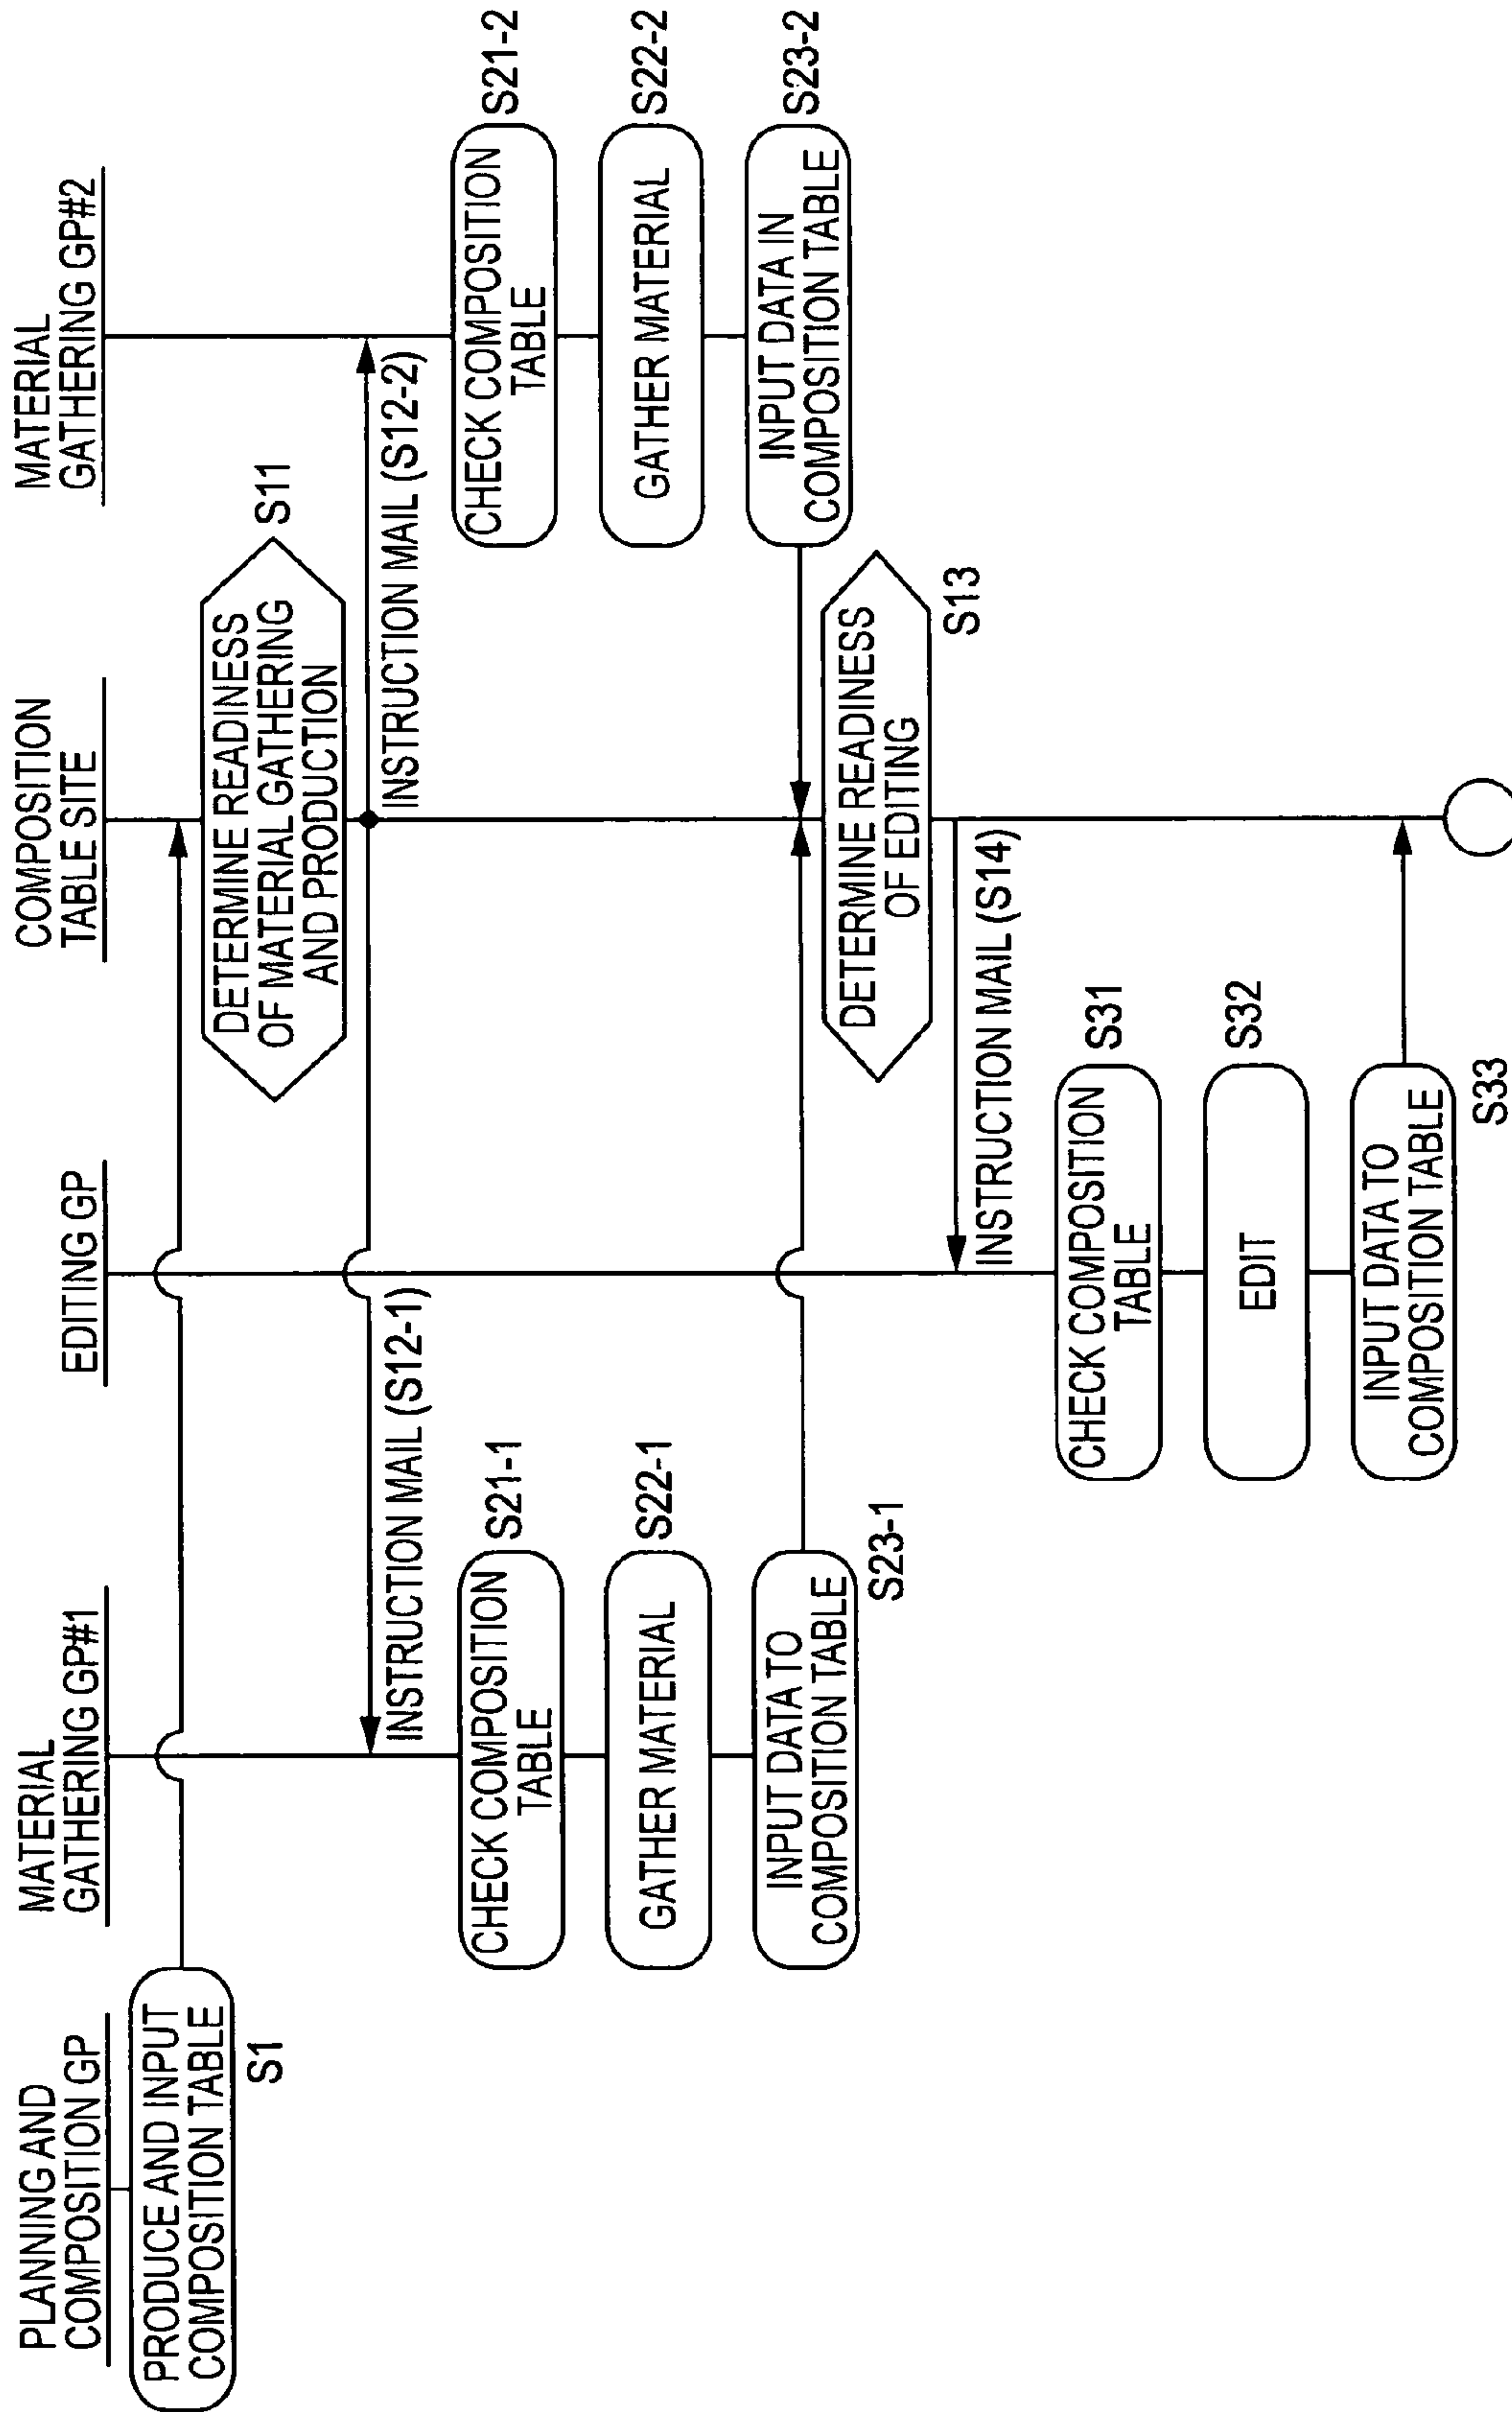 PLANNING AND
COMPOSITION GP
MATERIAL
GATHERING GP#1
EDITING GP
COMPOSITION
TABLE SITE
MATERIAL
GATHERING GP#2
PRODUCE AND INPUT
COMPOSITION TABLE
S1
DETERMINE READINESS
OF MATERIAL GATHERING
AND PRODUCTION
S11
INSTRUCTION MAIL (S12-1)
INSTRUCTION MAIL (S12-2)
CHECK COMPOSITION
TABLE
S21-1
CHECK COMPOSITION
TABLE
S21-2
GATHER MATERIAL
S22-1
GATHER MATERIAL
S22-2
INPUT DATA TO
COMPOSITION TABLE
S23-1
INPUT DATA IN
COMPOSITION TABLE
S23-2
DETERMINE READINESS
OF EDITING
S13
INSTRUCTION MAIL (S14)
CHECK COMPOSITION
TABLE
S31
EDIT
S32
INPUT DATA TO
COMPOSITION TABLE
S33